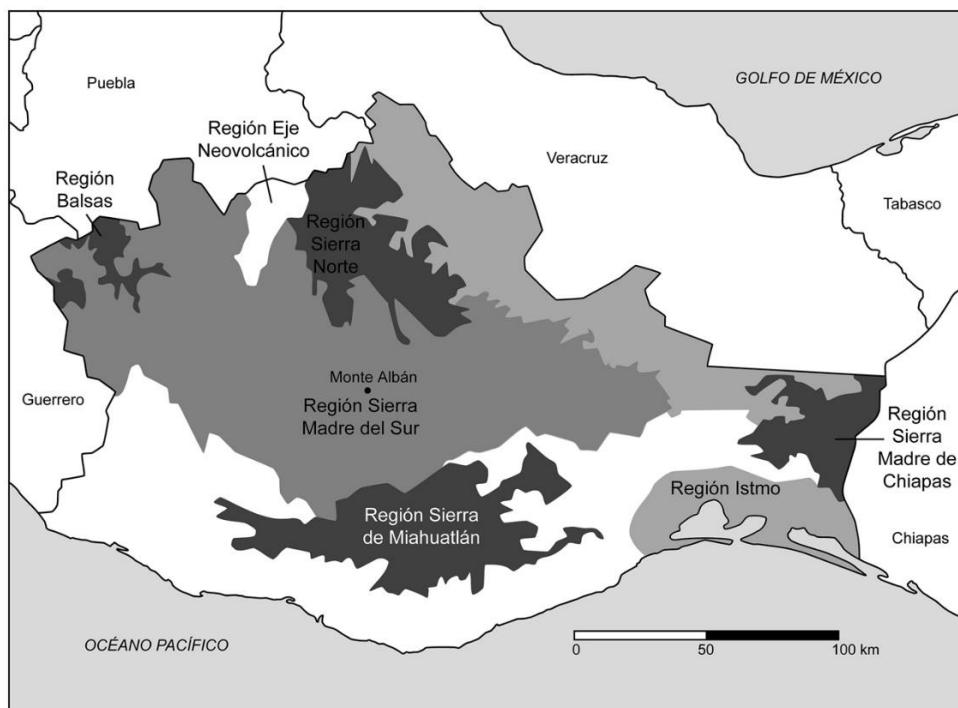 GOLFO DE MÉXICO
Puebla
Región Eje
Neovolcánico
Veracruz
Región
Balsas
Tabasco
Región
Sierra
Norte
Monte Albán
Guerrero
Región Sierra
Madre del Sur
Región
Sierra
Madre de
Chiapas
Región Istmo
Región Sierra
de Miahuatlán
Chiapas
OCÉANO PACÍFICO
0 50 100 km